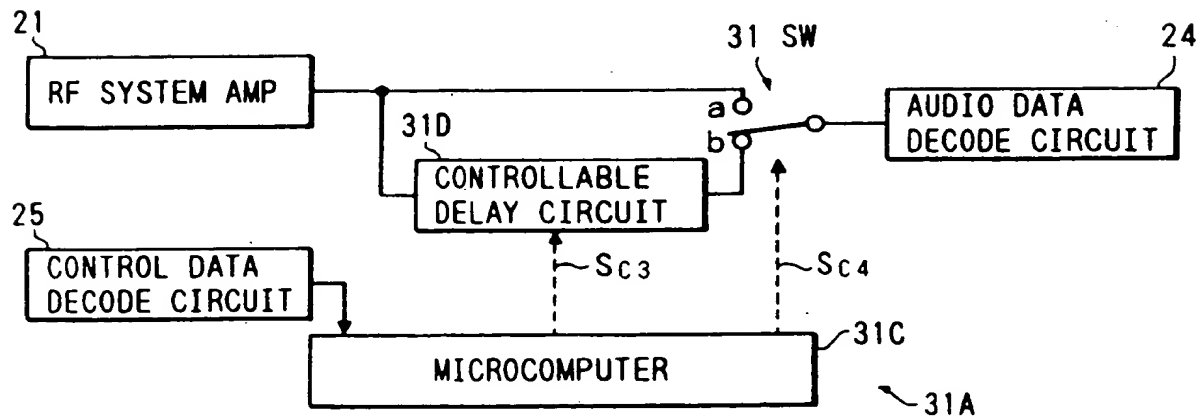 21
RF SYSTEM AMP
31 SW
24
a
b
AUDIO DATA
DECODE CIRCUIT
31D
CONTROLLABLE
DELAY CIRCUIT
25
CONTROL DATA
DECODE CIRCUIT
SC3
SC4
MICROCOMPUTER
31C
31A